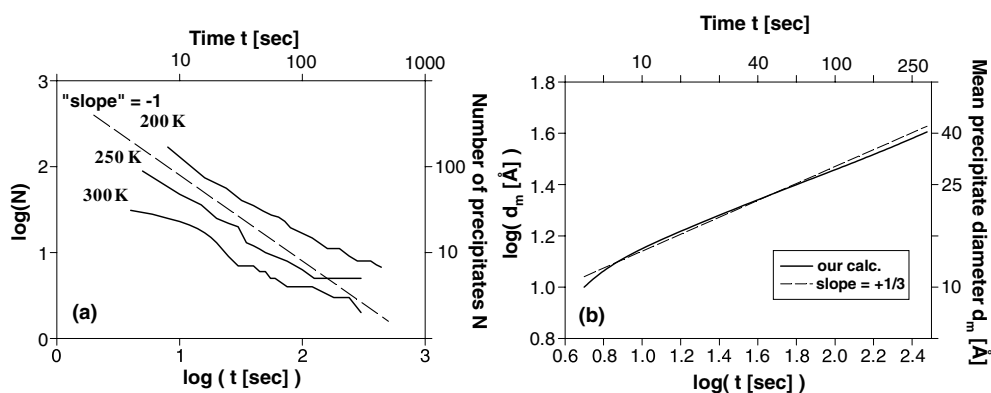 Time t [sec]
10 100 1000
3
2
1
0
log(N)
"slope" = -1
200 K
250 K
300 K
(a)
100
10
Number of precipitates N
0 1 2 3
log ( t [sec] )
Time t [sec]
10 40 100 250
1.8
1.6
1.4
1.2
1.0
0.8
log( dm [Å] )
our calc.
slope = +1/3
(b)
40
25
10
Mean precipitate diameter dm [Å]
0.6 0.8 1.0 1.2 1.4 1.6 1.8 2.0 2.2 2.4
log( t [sec] )